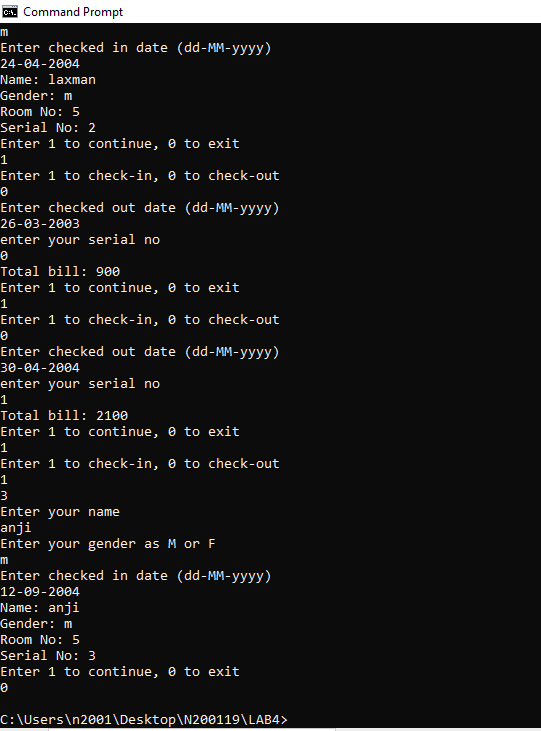 Command Prompt
m
Enter checked in date (dd-MM-yyyy)
24-04-2004
Name: laxman
Gender: m
Room No: 5
Serial No: 2
Enter 1 to continue, 0 to exit
1
Enter 1 to check-in, 0 to check-out
0
Enter checked out date (dd-MM-yyyy)
26-03-2003
enter your serial no
0
Total bill: 900
Enter 1 to continue, 0 to exit
1
Enter 1 to check-in, 0 to check-out
0
Enter checked out date (dd-MM-yyyy)
30-04-2004
enter your serial no
1
Total bill: 2100
Enter 1 to continue, 0 to exit
1
Enter 1 to check-in, 0 to check-out
1
3
Enter your name
anji
Enter your gender as M or F
m
Enter checked in date (dd-MM-yyyy)
12-09-2004
Name: anji
Gender: m
Room No: 5
Serial No: 3
Enter 1 to continue, 0 to exit
0
C:\Users\n2001\Desktop\N200119\LAB4>